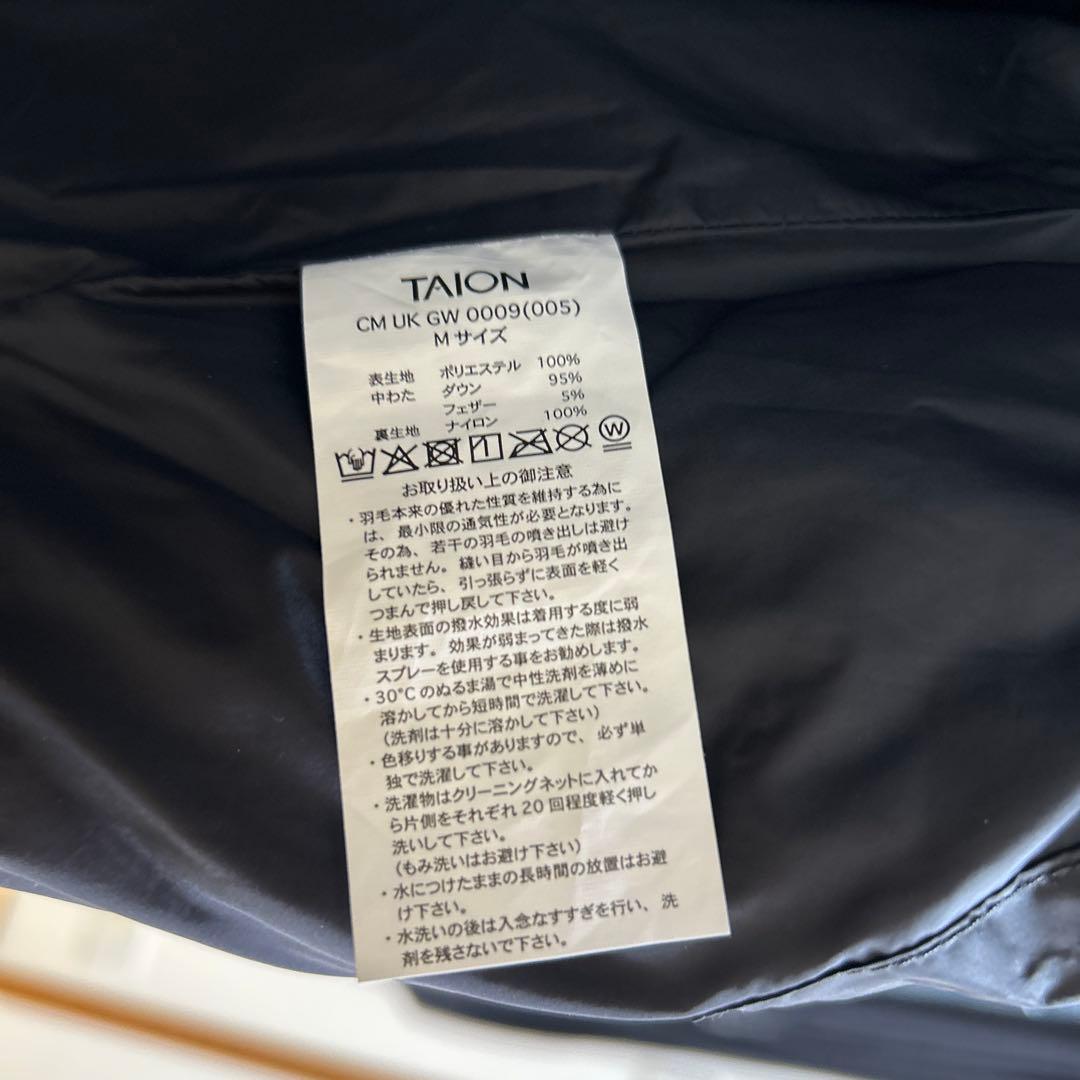 TAION
CM UK GW 0009(005)
M サイズ
表生地 ポリエステル 100%
中わた ダウン 95%
フェザー 5%
裏生地 ナイロン 100%
W
お取り扱い上の御注意
・羽毛本来の優れた性質を維持する為に
は、最小限の通気性が必要となります。
その為、若干の羽毛の噴き出しは避け
られません。縫い目から羽毛が噴き出
していたら、引っ張らずに表面を軽く
つまんで押し戻して下さい。
・生地表面の撥水効果は着用する度に弱
まります。効果が弱まってきた際は撥水
スプレーを使用する事をお勧めします。
・30℃のぬるま湯で中性洗剤を薄めに
溶かしてから短時間で洗濯して下さい。
(洗剤は十分に溶かして下さい)
・色移りする事がありますので、必ず単
独で洗濯して下さい。
・洗濯物はクリーニングネットに入れてか
ら片側をそれぞれ20回程度軽く押し
洗いして下さい。
(もみ洗いはお避け下さい)
・水につけたままの長時間の放置はお避
け下さい。
・水洗いの後は入念なすすぎを行い、洗
剤を残さないで下さい。